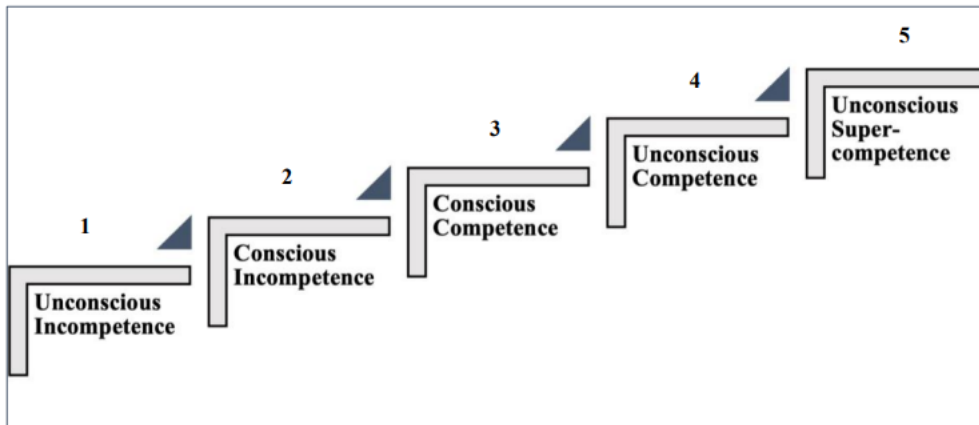 1
Unconscious
Incompetence
2
Conscious
Incompetence
3
Conscious
Competence
4
Unconscious
Competence
5
Unconscious
Super-
competence